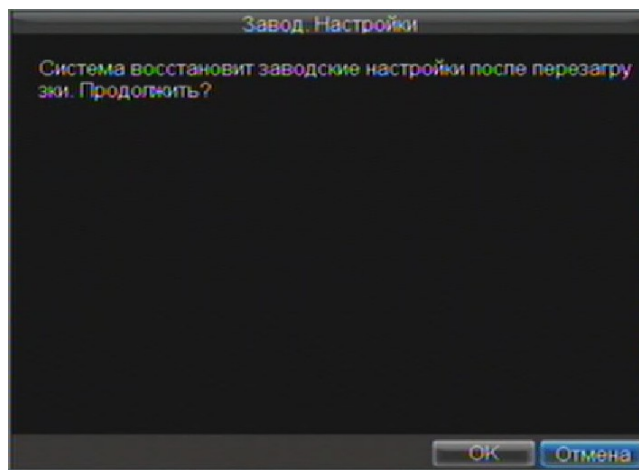 Завод. Настройки
Система восстановит заводские настройки после перезагру
зки. Продолжить?
OK
Отмена